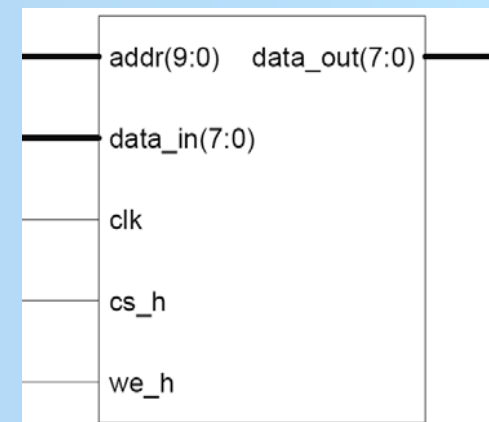 addr(9:0) data_out(7:0)
data_in(7:0)
clk
cs_h
we_h